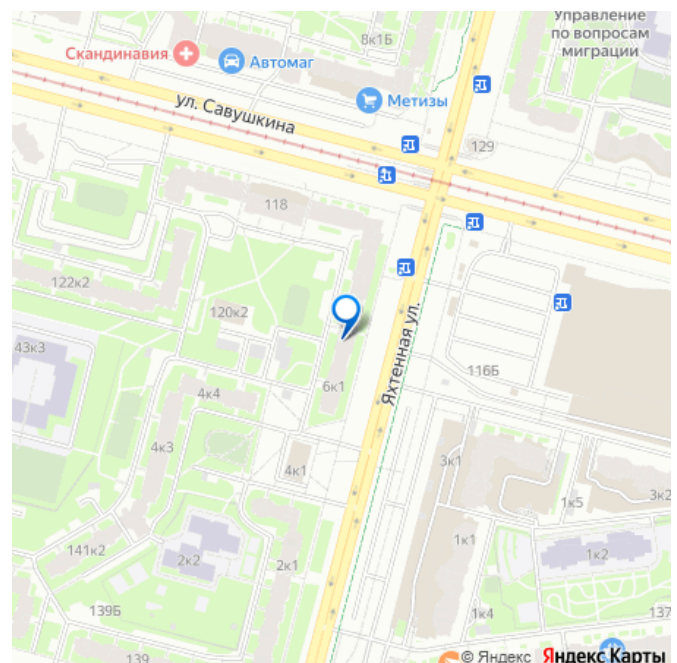 Управление
по вопросам
миграции
8к1Б
Скандинавия
Автомаг
Метизы
ул. Савушкина
129
118
122к2
120к2
Яхтенная ул.
43к3
116Б
6к1
4к4
4к3
4к1
3к1
3к2
1к5
141к2
2к2
2к1
1к1
1к2
139Б
1к4
137
139
© Яндекс Яндекс Карты